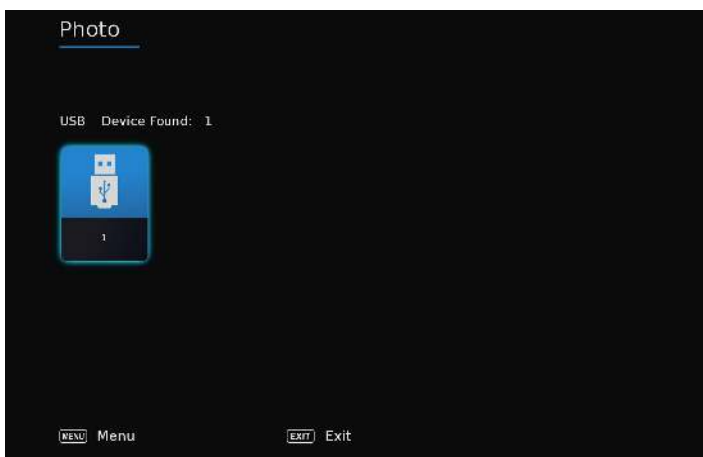 Photo
USB Device Found: 1
1
MENU Menu
EXIT Exit